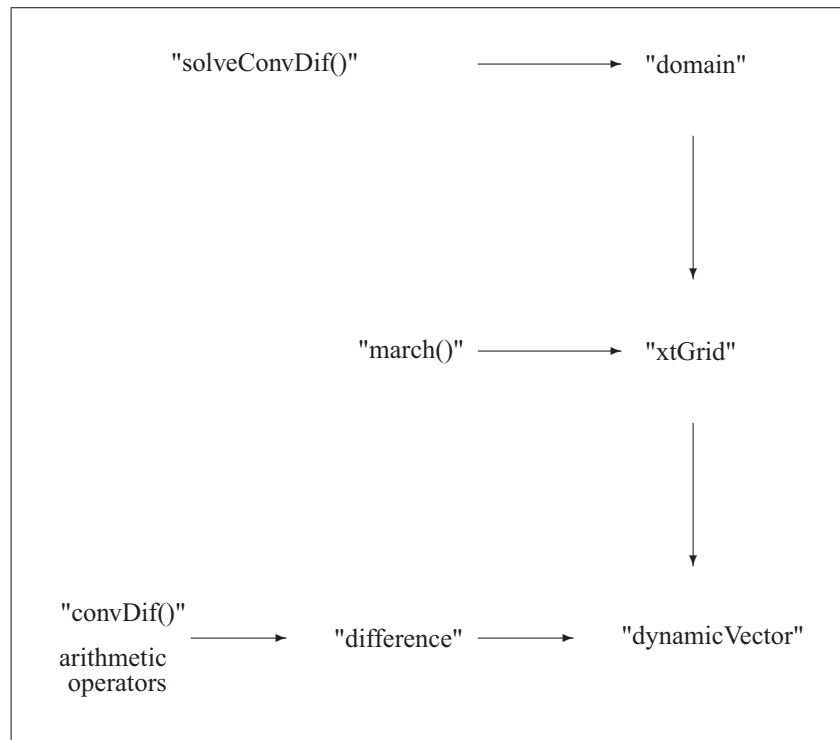 "solveConvDif()" "domain"
"march()" "xtGrid"
"convDif()"
arithmetic
operators
"difference" "dynamicVector"